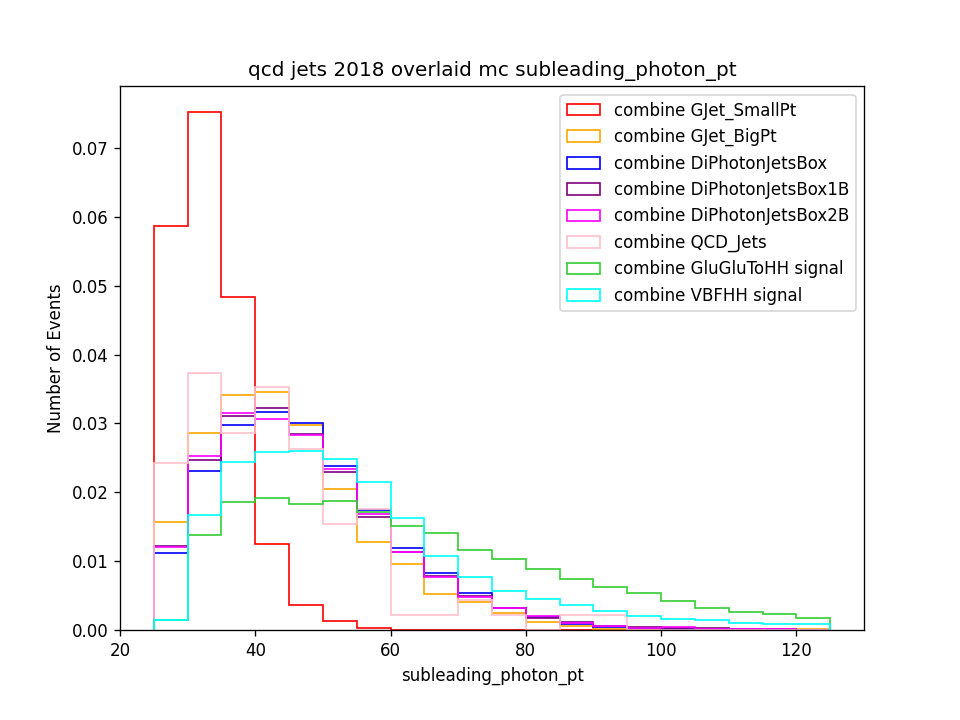 qcd jets 2018 overlaid mc subleading_photon_pt
combine GJet_SmallPt
combine GJet_BigPt
combine DiPhotonJetsBox
combine DiPhotonJetsBox1B
combine DiPhotonJetsBox2B
combine QCD_Jets
combine GluGluToHH signal
combine VBFHH signal
Number of Events
0.07
0.06
0.05
0.04
0.03
0.02
0.01
0.00
20 40 60 80 100 120
subleading_photon_pt